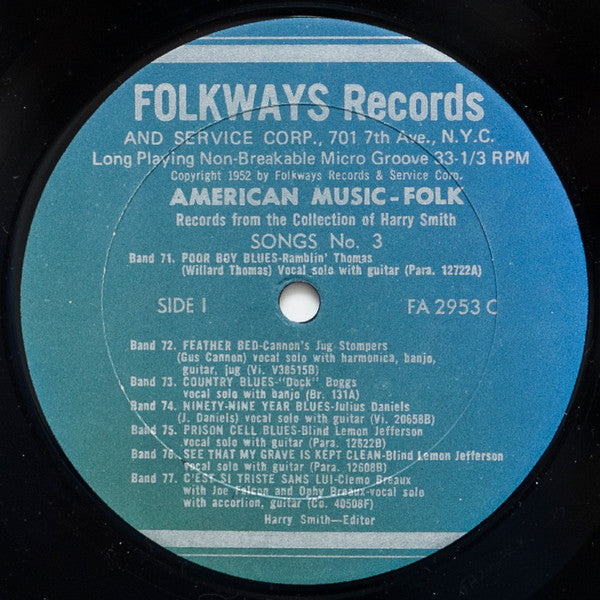 FOLKWAYS Records
AND SERVICE CORP., 701 7th Ave., N.Y.C.
Long Playing Non-Breakable Micro Groove 33-1/3 RPM
Copyright 1952 by Folkways Records & Service Corp.
AMERICAN MUSIC-FOLK
Records from the Collection of Harry Smith
SONGS No. 3
Band 71. POOR BOY BLUES-Ramblin' Thomas
(Willard Thomas) Vocal solo with guitar (Para. 12722A)
SIDE I
FA 2953 C
Band 72. FEATHER BED-Cannon's Jug Stompers
(Gus Cannon) vocal solo with harmonica, banjo,
guitar, jug (Vi. V38515B)
Band 73. COUNTRY BLUES-"Dock" Boggs
vocal solo with banjo (Br. 131A)
Band 74. NINETY-NINE YEAR BLUES-Julius Daniels
(J. Daniels) vocal solo with guitar (Vi. 20658B)
Band 75. PRISON CELL BLUES-Blind Lemon Jefferson
vocal solo with guitar (Para. 12622B)
Band 76. SEE THAT MY GRAVE IS KEPT CLEAN-Blind Lemon Jefferson
vocal solo with guitar (Para. 12608B)
Band 77. C'EST SI TRISTE SANS LUI-Clemo Breaux
with Joe Falcon and Ophy Breaux-vocal solo
with accortion, guitar (Co. 40508F)
Harry Smith—Editor